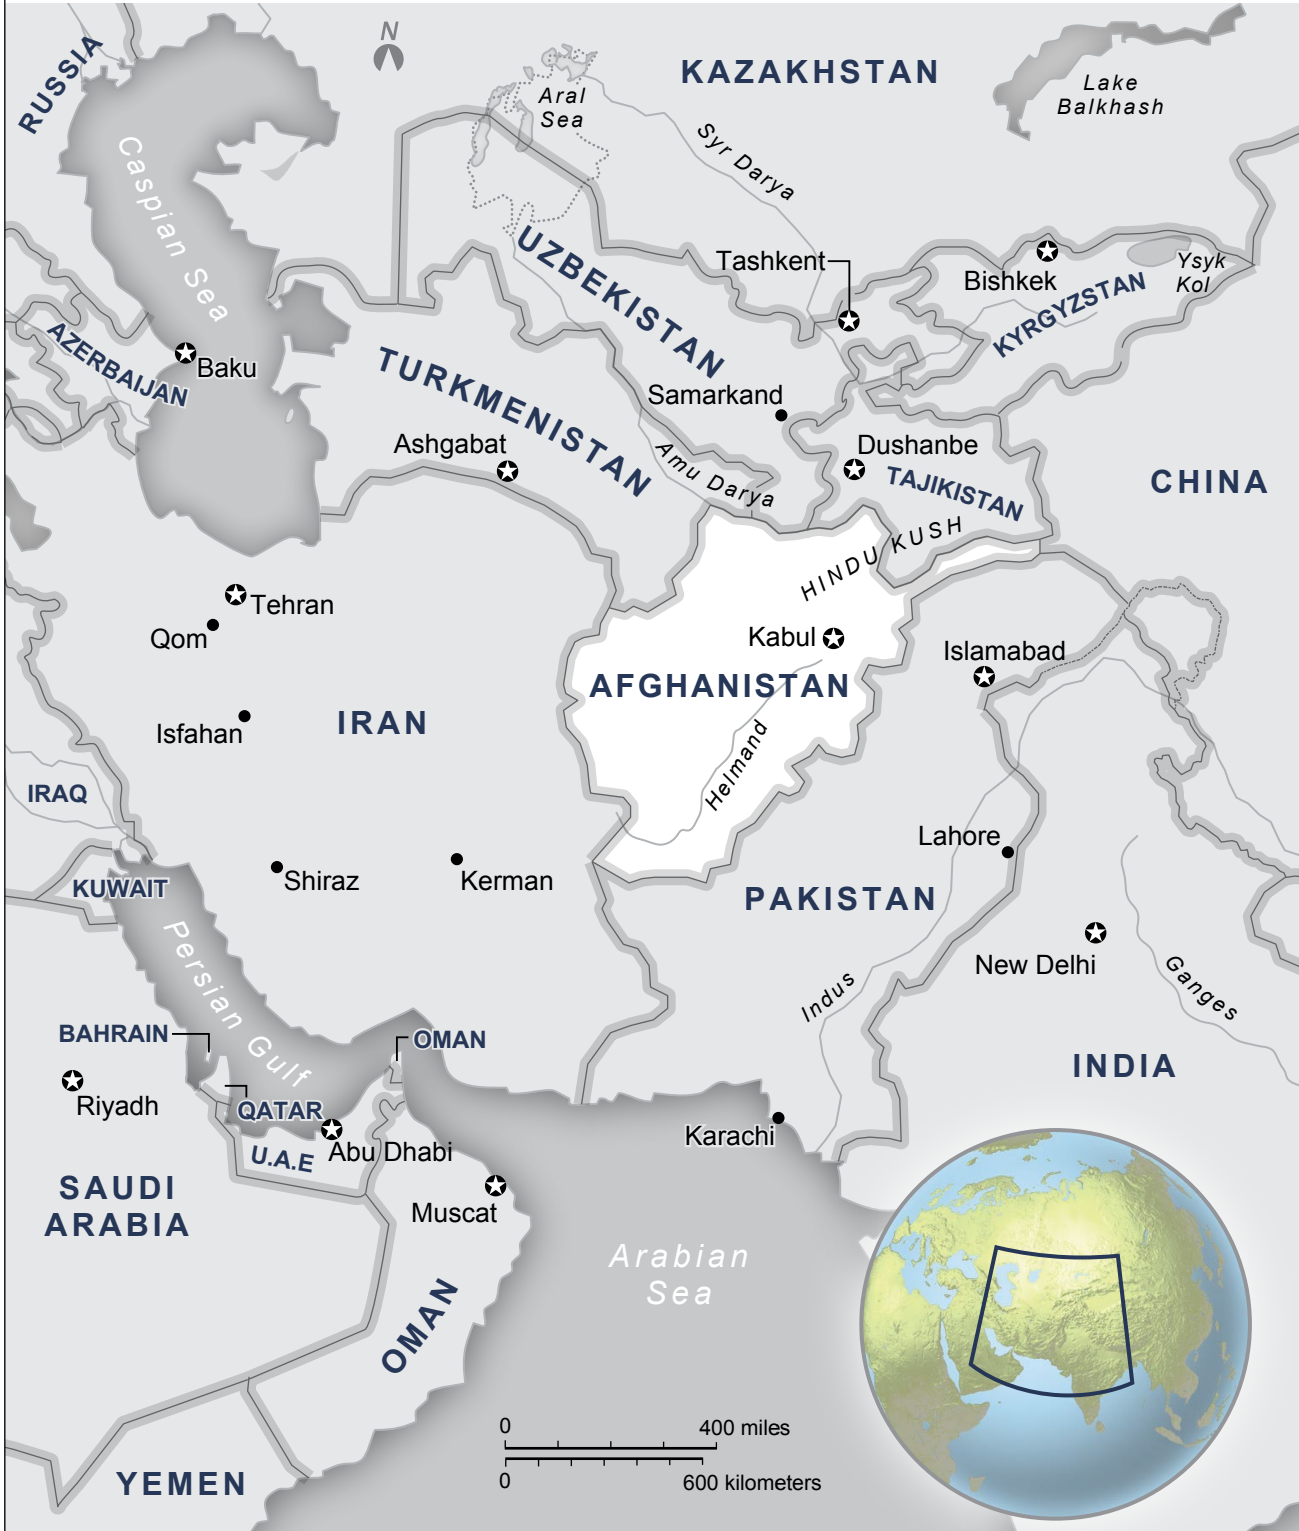 N
RUSSIA
KAZAKHSTAN
Aral
Sea
Lake
Balkhash
Syr Darya
Caspian Sea
UZBEKISTAN
Tashkent
Bishkek
Ysyk
Kol
KYRGYZSTAN
AZERBAIJAN
Baku
TURKMENISTAN
Samarkand
Ashgabat
Amu Darya
Dushanbe
TAJIKISTAN
CHINA
HINDU KUSH
Tehran
Qom
Kabul
Islamabad
AFGHANISTAN
Isfahan
IRAN
Helmand
IRAQ
Lahore
Shiraz
Kerman
KUWAIT
PAKISTAN
Persian Gulf
New Delhi
Indus
Ganges
BAHRAIN
OMAN
INDIA
Riyadh
QATAR
Abu Dhabi
Karachi
U.A.E
SAUDI
ARABIA
Muscat
Arabian
Sea
OMAN
0
400 miles
0
600 kilometers
YEMEN